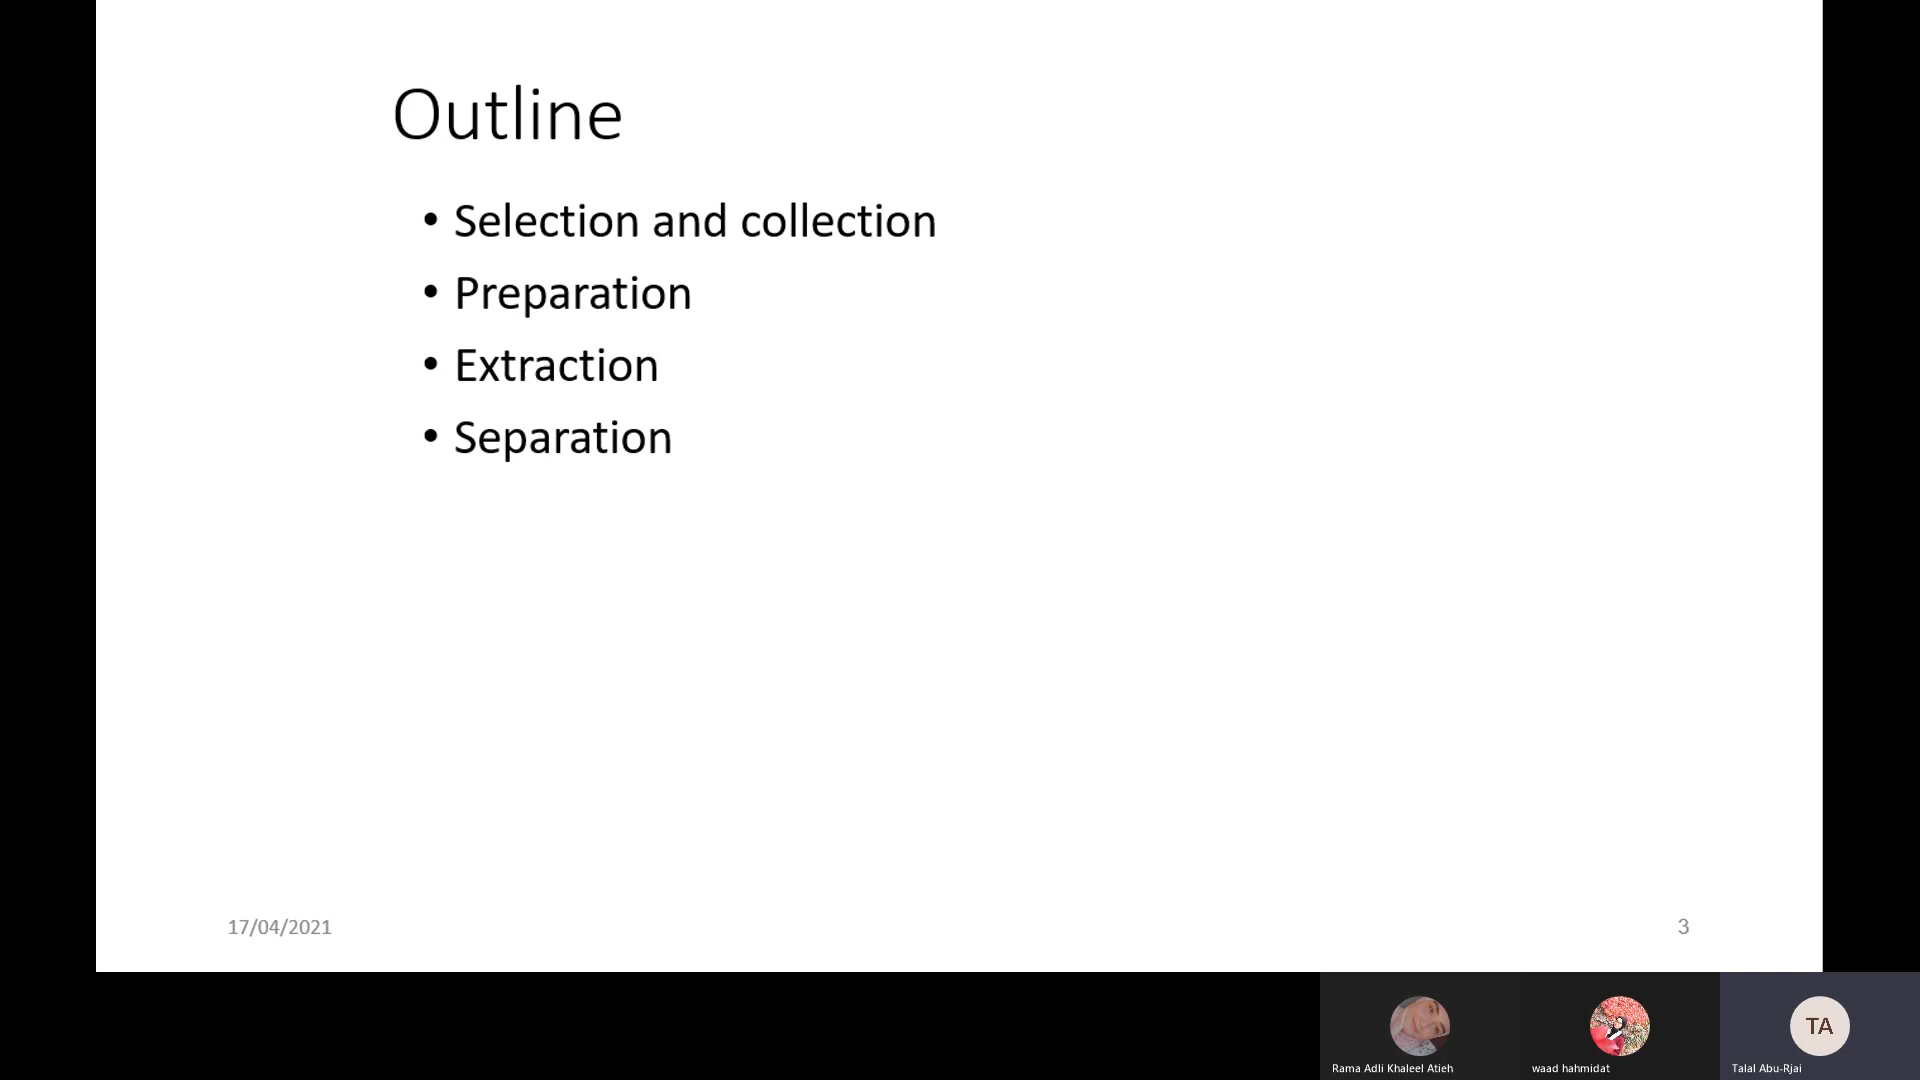 Outline
• Selection and collection
• Preparation
• Extraction
• Separation
17/04/2021
3
TA
Rama Adli Khaleel Atieh
waad hahmidat
Talal Abu-Rjai